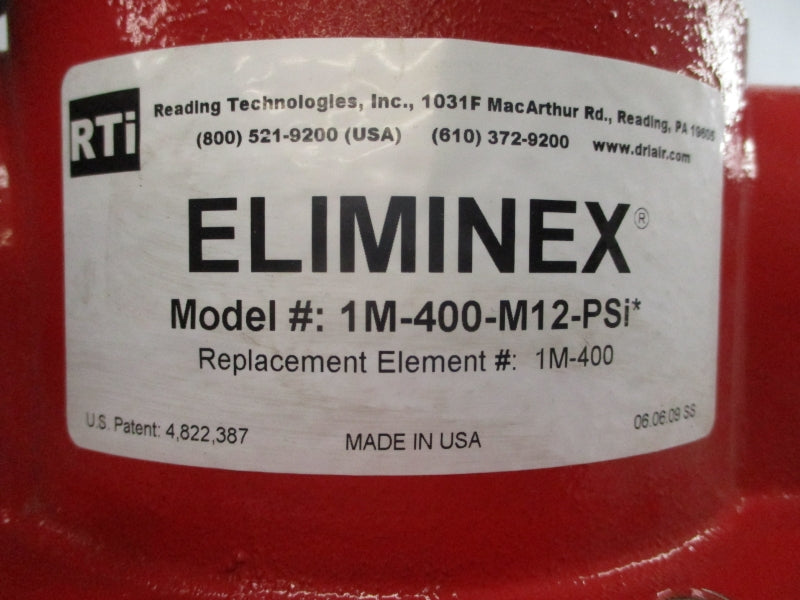 RTi
Reading Technologies, Inc., 1031F MacArthur Rd., Reading, PA 19605
(800) 521-9200 (USA) (610) 372-9200 www.driair.com
ELIMINEX®
Model #: 1M-400-M12-PSi*
Replacement Element #: 1M-400
U.S. Patent: 4,822,387 MADE IN USA 06.06.09 SS